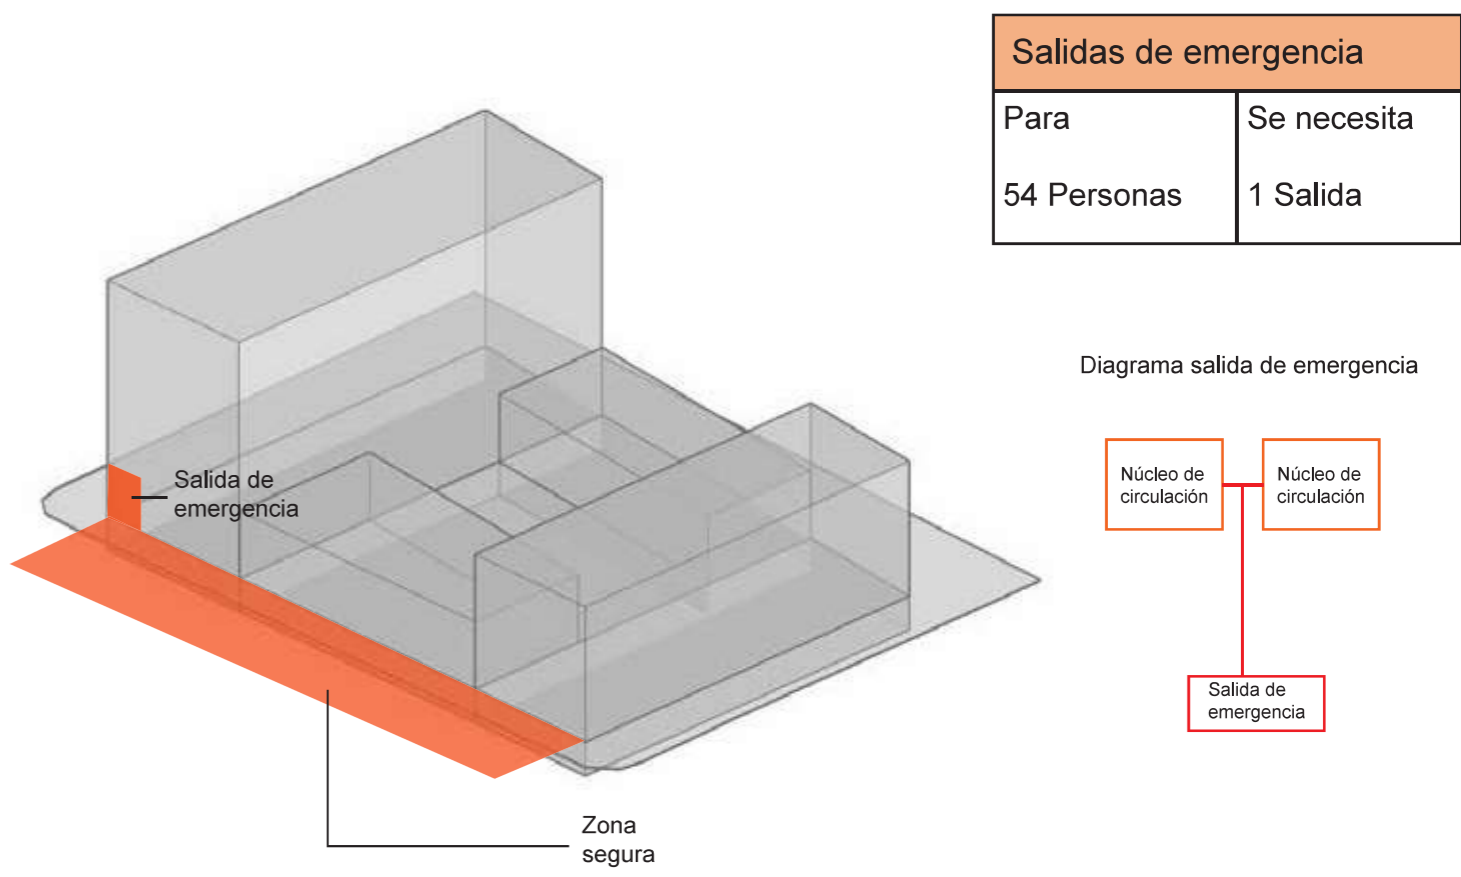 Salidas de emergencia
Para
Se necesita
54 Personas
1 Salida
Diagrama salida de emergencia
Núcleo de
circulación
Núcleo de
circulación
Salida de
emergencia
Salida de
emergencia
Zona
segura